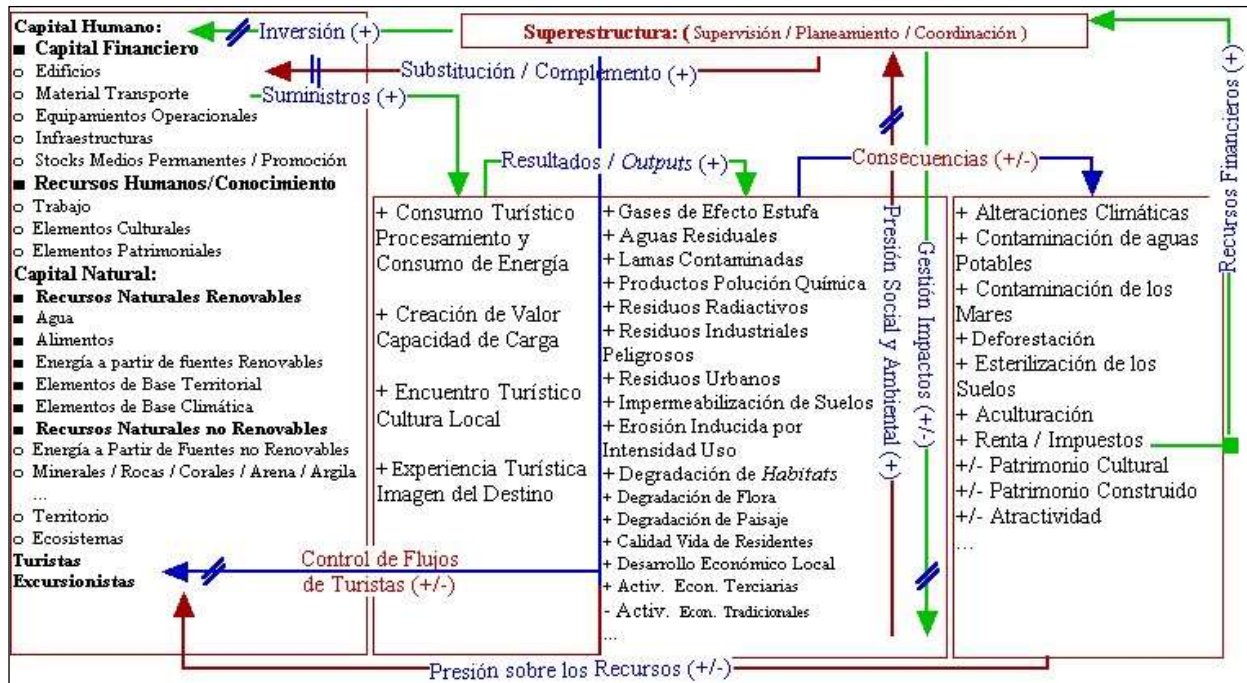 Capital Humano:
■ Capital Financiero
o Edificios
o Material Transporte
o Equipamientos Operacionales
o Infraestructuras
o Stocks Medios Permanentes / Promoción
■ Recursos Humanos/Conocimiento
o Trabajo
o Elementos Culturales
o Elementos Patrimoniales
Capital Natural:
■ Recursos Naturales Renovables
■ Agua
■ Alimentos
■ Energía a partir de fuentes Renovables
■ Elementos de Base Territorial
■ Elementos de Base Climática
■ Recursos Naturales no Renovables
o Energía a Partir de Fuentes no Renovables
o Minerales / Rocas / Corales / Arena / Argila
...
o Territorio
o Ecosistemas
Turistas
Excursionistas
Inversión (+)
Superestructura: ( Supervisión / Planeamiento / Coordinación )
Substitución / Complemento (+)
Suministros (+)
Resultados / Outputs (+)
Consecuencias (+/-)
+ Consumo Turístico
Procesamiento y
Consumo de Energía
+ Creación de Valor
Capacidad de Carga
+ Encuentro Turístico
Cultura Local
+ Experiencia Turística
Imagen del Destino
Control de Flujos
de Turistas (+/-)
+ Gases de Efecto Estufa
+ Aguas Residuales
+ Lamas Contaminadas
+ Productos Polución Química
+ Residuos Radiactivos
+ Residuos Industriales
Peligrosos
+ Residuos Urbanos
+ Impermeabilización de Suelos
+ Erosión Inducida por
Intensidad Uso
+ Degradación de Habitats
+ Degradación de Flora
+ Degradación de Paisaje
+ Calidad Vida de Residentes
+ Desarrollo Económico Local
+ Activ. Econ. Terciarias
- Activ. Econ. Tradicionales
...
Presión Social y Ambiental (+)
Gestión Impactos (+/-)
+ Alteraciones Climáticas
+ Contaminación de aguas
Potables
+ Contaminación de los
Mares
+ Deforestación
+ Esterilización de los
Suelos
+ Aculturación
+ Renta / Impuestos
+/- Patrimonio Cultural
+/- Patrimonio Construido
+/- Atractividad
...
Recursos Financieros (+)
Presión sobre los Recursos (+/-)